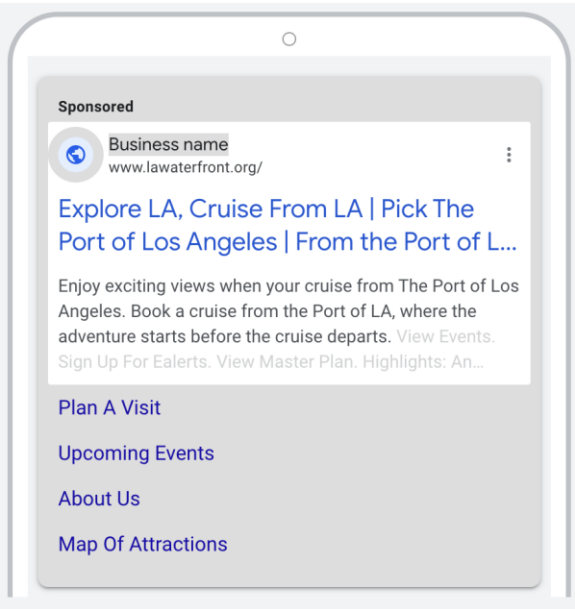 Sponsored
Business name
www.lawaterfront.org/
Explore LA, Cruise From LA | Pick The
Port of Los Angeles | From the Port of L...
Enjoy exciting views when your cruise from The Port of Los
Angeles. Book a cruise from the Port of LA, where the
adventure starts before the cruise departs. View Events.
Sign Up For Ealerts. View Master Plan. Highlights: An...
Plan A Visit
Upcoming Events
About Us
Map Of Attractions